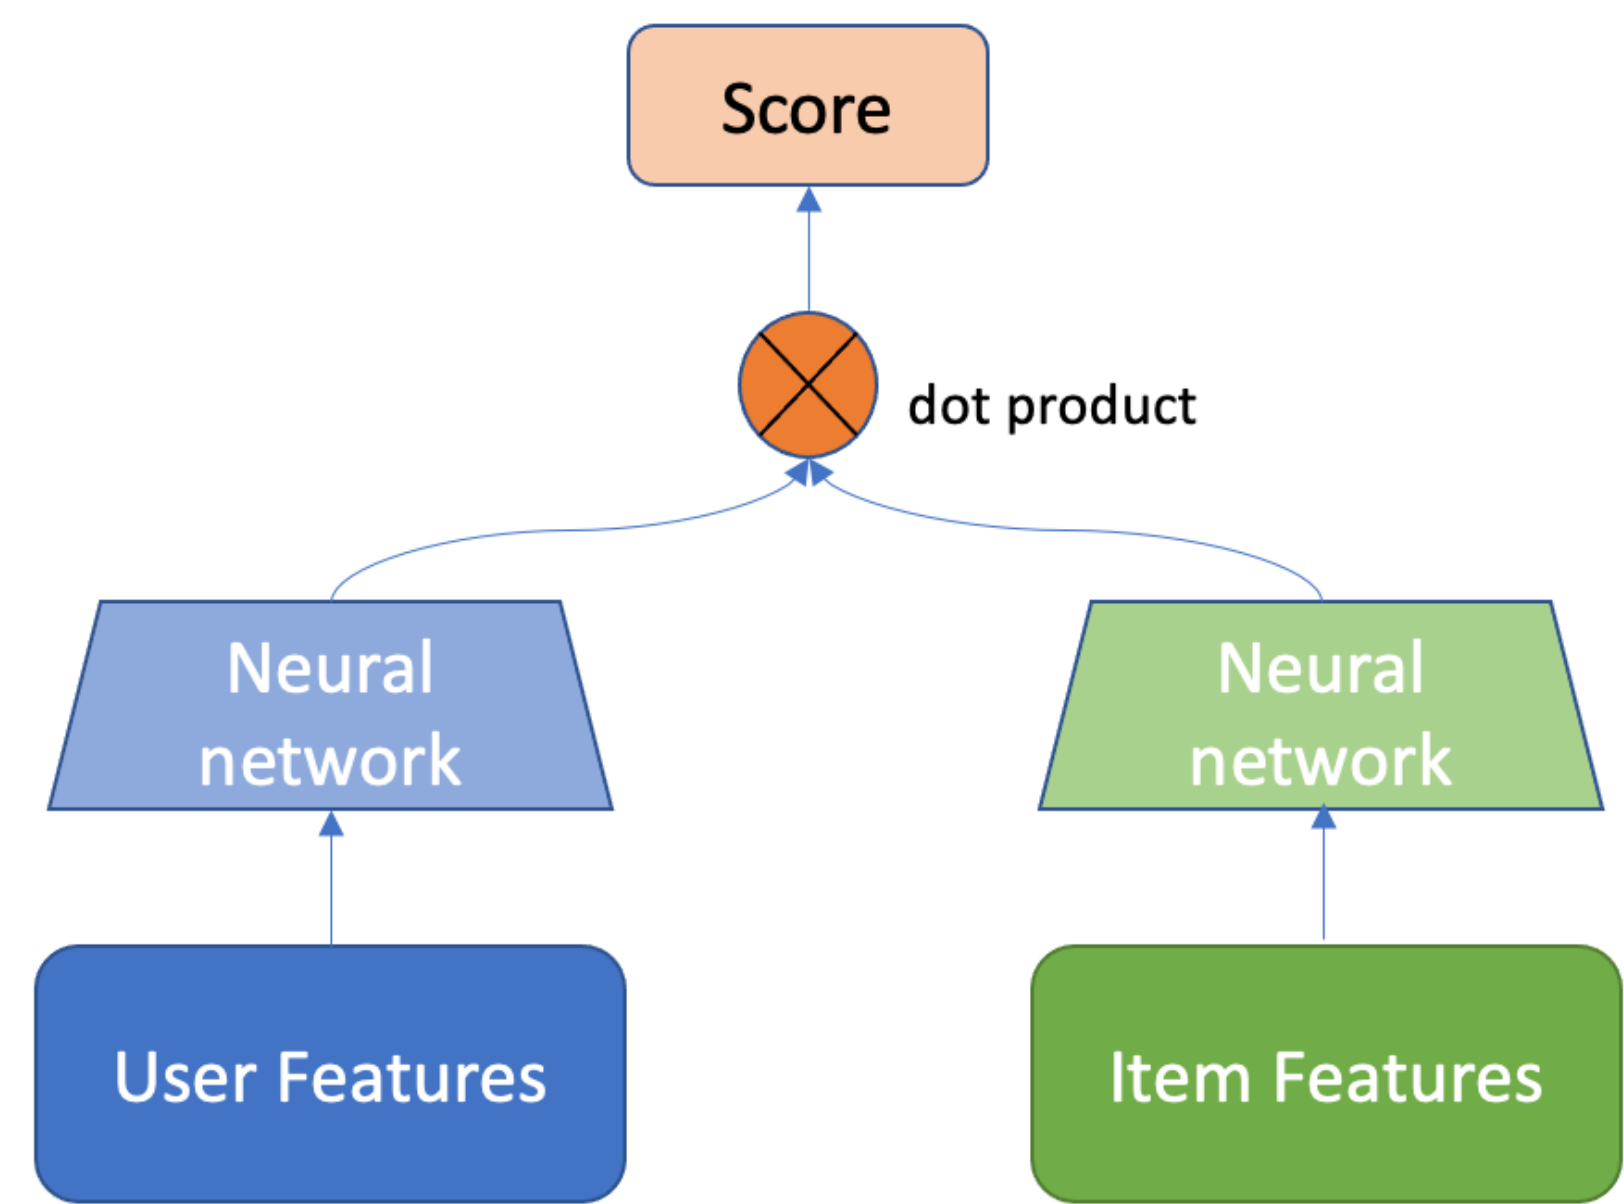 Score
dot product
Neural
network
Neural
network
User Features
Item Features